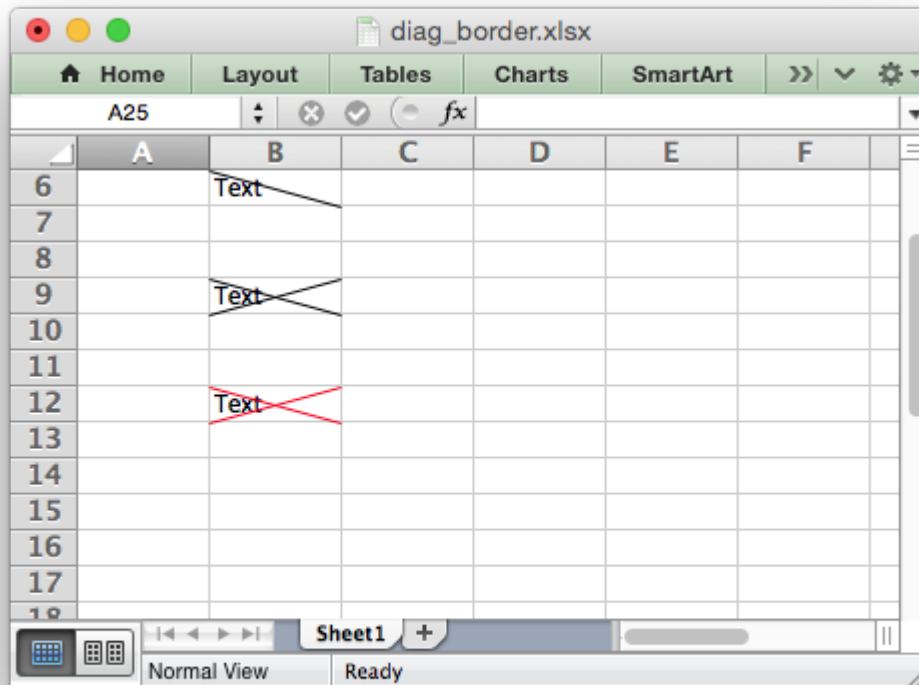 diag_border.xlsx
Home Layout Tables Charts SmartArt
A25 fx
A B C D E F
6 Text
7
8
9 Text
10
11
12 Text
13
14
15
16
17
18
Sheet1 +
Normal View Ready